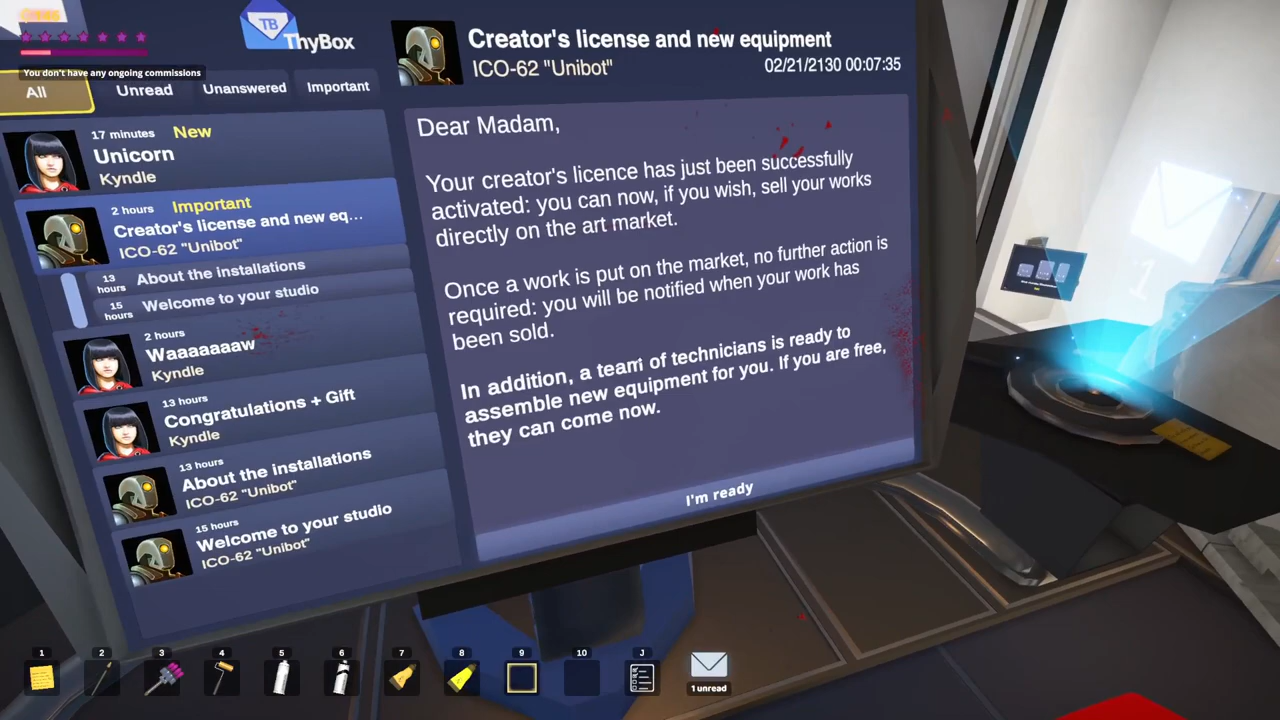 You don't have any ongoing commissions
TB
ThyBox
All
Unread
Unanswered
Important
17 minutes New
Unicorn
Kyndle
2 hours Important
Creator's license and new eq...
ICO-62 "Unibot"
13 hours About the installations
15 hours Welcome to your studio
2 hours
Waaaaaaaw
Kyndle
13 hours
Congratulations + Gift
Kyndle
13 hours
About the installations
ICO-62 "Unibot"
15 hours
Welcome to your studio
ICO-62 "Unibot"
Creator's license and new equipment
ICO-62 "Unibot"
02/21/2130 00:07:35
Dear Madam,
Your creator's licence has just been successfully
activated: you can now, if you wish, sell your works
directly on the art market.
Once a work is put on the market, no further action is
required: you will be notified when your work has
been sold.
In addition, a team of technicians is ready to
assemble new equipment for you. If you are free,
they can come now.
I'm ready
1
1 2 3 4 5 6 7 8 9 10 J
1 unread